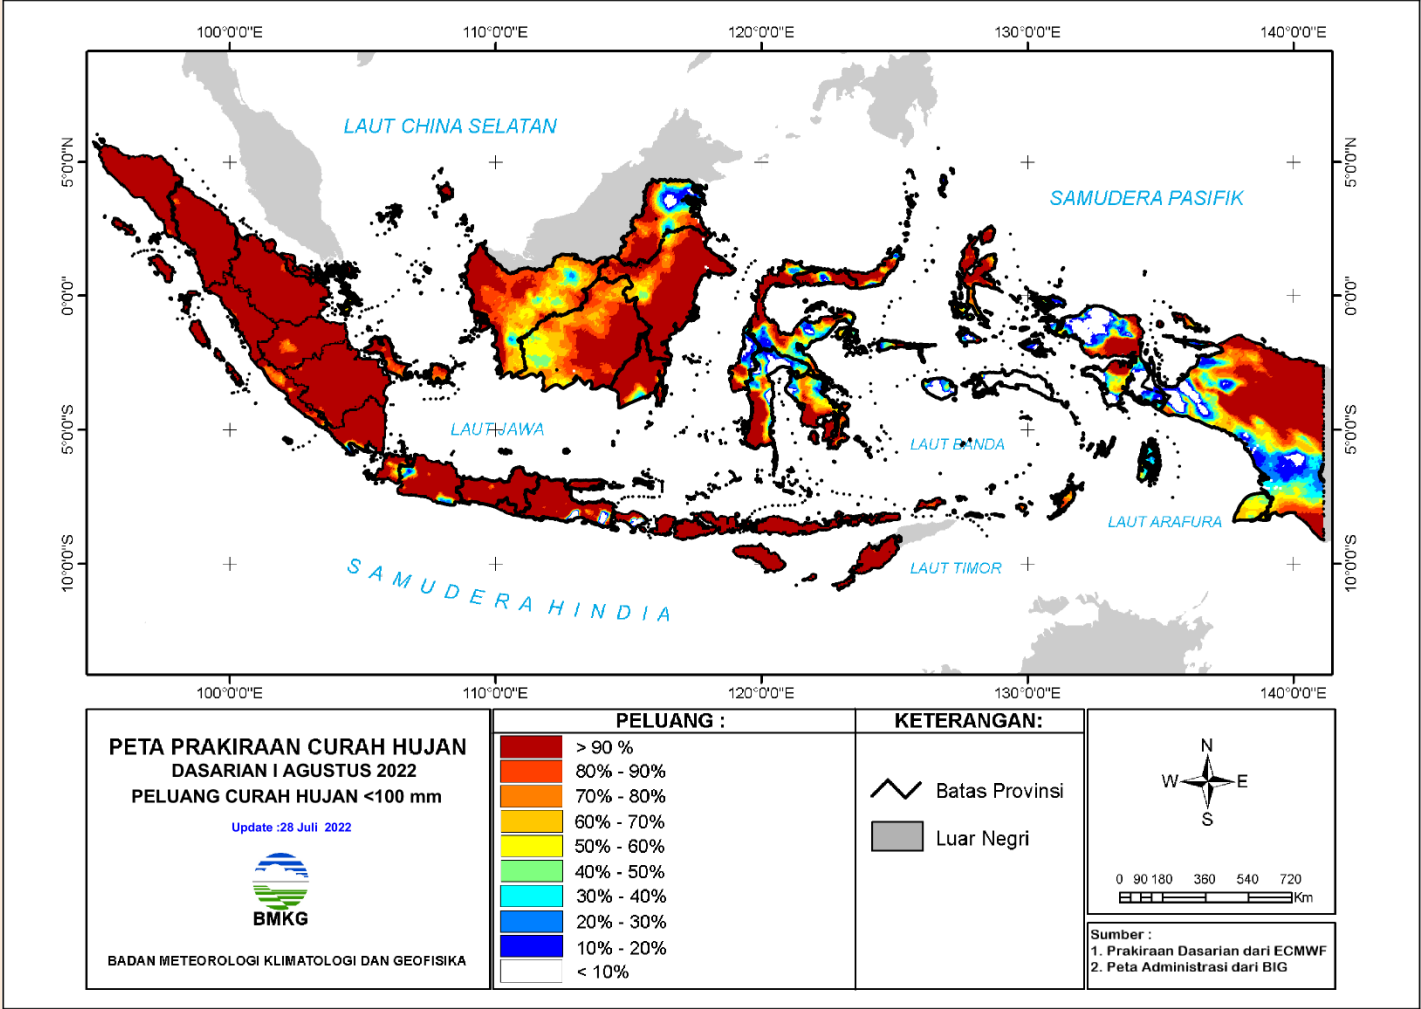 100°0'0"E 110°0'0"E 120°0'0"E 130°0'0"E 140°0'0"E
LAUT CHINA SELATAN
5°0'0"N 5°0'0"N
SAMUDERA PASIFIK
0°0'0" 0°0'0"
LAUT JAWA
5°0'0"S 5°0'0"S
LAUT BANDA
LAUT ARAFURA
10°0'0"S 10°0'0"S
LAUT TIMOR
SAMUDERA HINDIA
100°0'0"E 110°0'0"E 120°0'0"E 130°0'0"E 140°0'0"E
PETA PRAKIRAAN CURAH HUJAN
DASARIAN I AGUSTUS 2022
PELUANG CURAH HUJAN <100 mm
Update :28 Juli 2022
BMKG
BADAN METEOROLOGI KLIMATOLOGI DAN GEOFISIKA
PELUANG :
> 90 %
80% - 90%
70% - 80%
60% - 70%
50% - 60%
40% - 50%
30% - 40%
20% - 30%
10% - 20%
< 10%
KETERANGAN:
Batas Provinsi
Luar Negri
N
W E
S
0 90 180 360 540 720
Km
Sumber :
1. Prakiraan Dasarian dari ECMWF
2. Peta Administrasi dari BIG